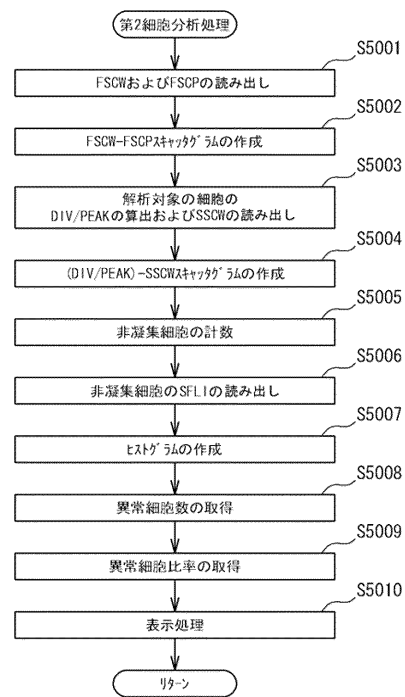 第2細胞分析処理
S5001
FSCWおよびFSCPの読み出し
S5002
FSCW-FSCPｽｷｬｯﾀｸﾞﾗﾑの作成
S5003
解析対象の細胞の
DIV/PEAKの算出およびSSCWの読み出し
S5004
(DIV/PEAK)-SSCWｽｷｬｯﾀｸﾞﾗﾑの作成
S5005
非凝集細胞の計数
S5006
非凝集細胞のSFLIの読み出し
S5007
ﾋｽﾄｸﾞﾗﾑの作成
S5008
異常細胞数の取得
S5009
異常細胞比率の取得
S5010
表示処理
ﾘﾀｰﾝ